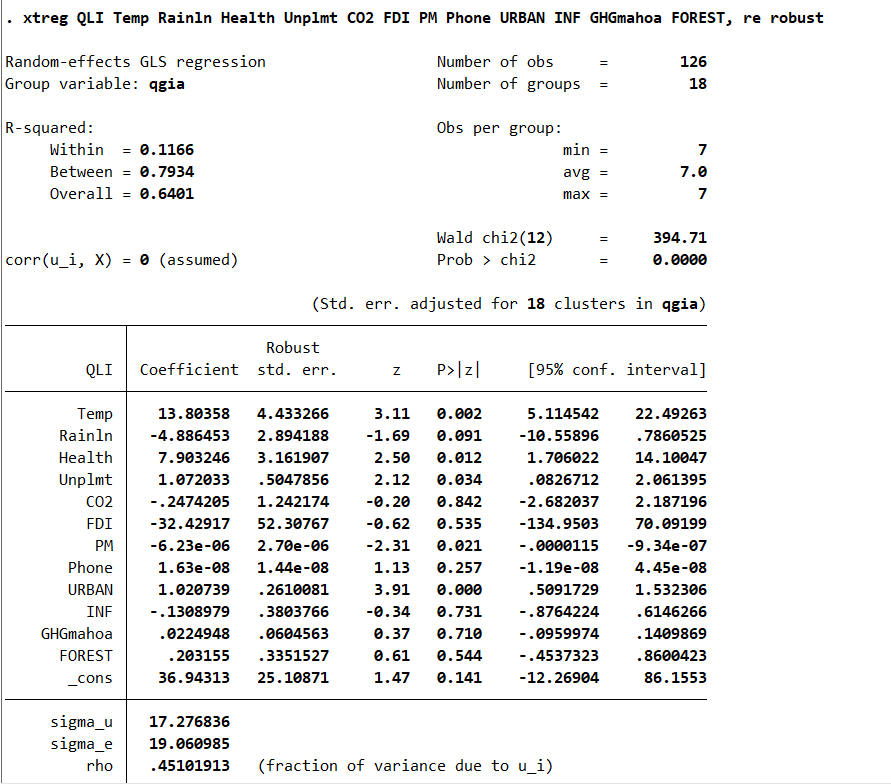 . xtreg QLI Temp Rainln Health Unplmt CO2 FDI PM Phone URBAN INF GHGmahoa FOREST, re robust
Random-effects GLS regression Number of obs = 126
Group variable: qgia Number of groups = 18
R-squared: Obs per group:
Within = 0.1166 min = 7
Between = 0.7934 avg = 7.0
Overall = 0.6401 max = 7
Wald chi2(12) = 394.71
corr(u_i, X) = 0 (assumed) Prob > chi2 = 0.0000
(Std. err. adjusted for 18 clusters in qgia)
Robust
QLI Coefficient std. err. z P>|z| [95% conf. interval]
Temp 13.80358 4.433266 3.11 0.002 5.114542 22.49263
Rainln -4.886453 2.894188 -1.69 0.091 -10.55896 .7860525
Health 7.903246 3.161907 2.50 0.012 1.706022 14.10047
Unplmt 1.072033 .5047856 2.12 0.034 .0826712 2.061395
CO2 -.2474205 1.242174 -0.20 0.842 -2.682037 2.187196
FDI -32.42917 52.30767 -0.62 0.535 -134.9503 70.09199
PM -6.23e-06 2.70e-06 -2.31 0.021 -.0000115 -9.34e-07
Phone 1.63e-08 1.44e-08 1.13 0.257 -1.19e-08 4.45e-08
URBAN 1.020739 .2610081 3.91 0.000 .5091729 1.532306
INF -.1308979 .3803766 -0.34 0.731 -.8764224 .6146266
GHGmahoa .0224948 .0604563 0.37 0.710 -.0959974 .1409869
FOREST .203155 .3351527 0.61 0.544 -.4537323 .8600423
_cons 36.94313 25.10871 1.47 0.141 -12.26904 86.1553
sigma_u 17.276836
sigma_e 19.060985
rho .45101913 (fraction of variance due to u_i)